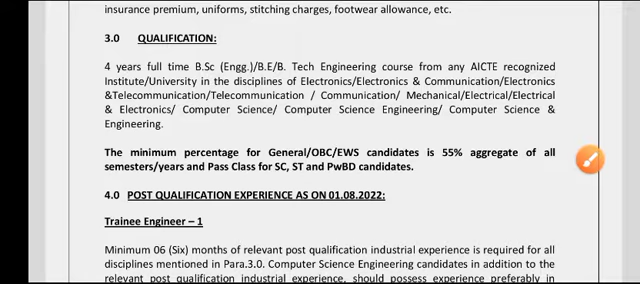 insurance premium, uniforms, stitching charges, footwear allowance, etc.
3.0 QUALIFICATION:
4 years full time B.Sc (Engg.)/B.E/B. Tech Engineering course from any AICTE recognized
Institute/University in the disciplines of Electronics/Electronics & Communication/Electronics
&Telecommunication/Telecommunication / Communication/ Mechanical/Electrical/Electrical
& Electronics/ Computer Science/ Computer Science Engineering/ Computer Science &
Engineering.
The minimum percentage for General/OBC/EWS candidates is 55% aggregate of all
semesters/years and Pass Class for SC, ST and PwBD candidates.
4.0 POST QUALIFICATION EXPERIENCE AS ON 01.08.2022:
Trainee Engineer – 1
Minimum 06 (Six) months of relevant post qualification industrial experience is required for all
disciplines mentioned in Para.3.0. Computer Science Engineering candidates in addition to the
relevant post qualification industrial experience, should possess experience preferably in